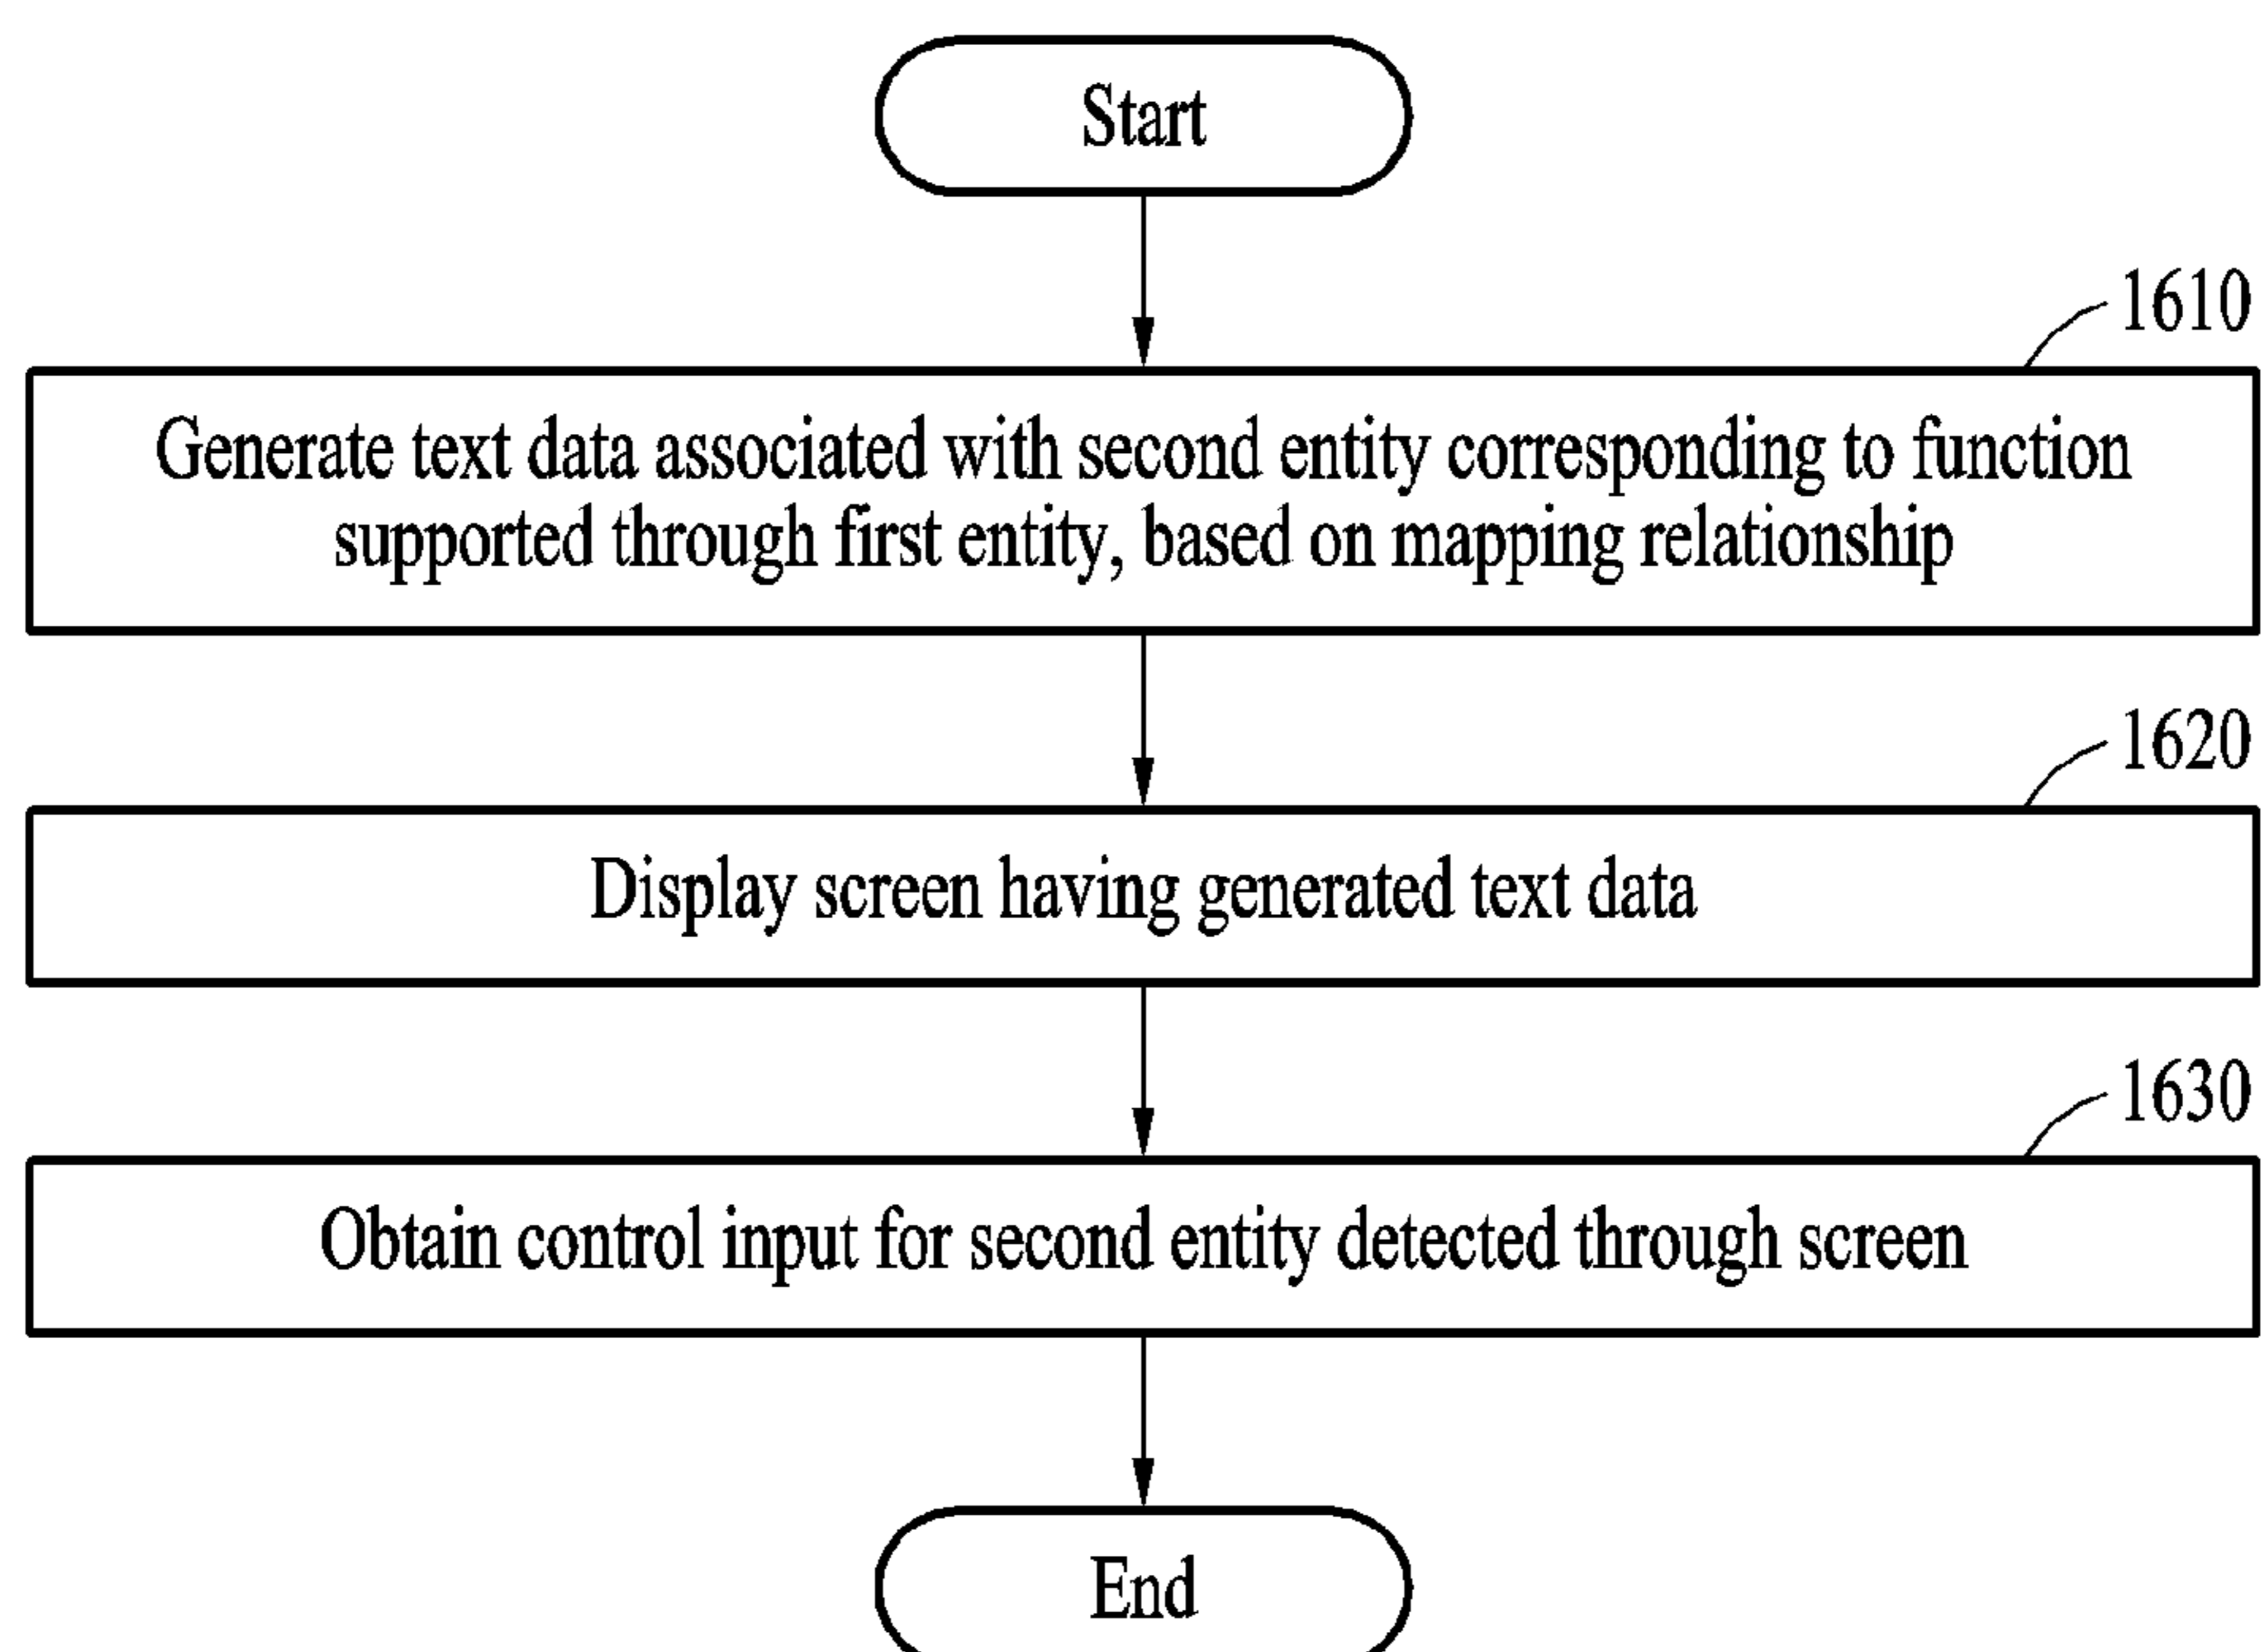 Start
1610
Generate text data associated with second entity corresponding to function
supported through first entity, based on mapping relationship
1620
Display screen having generated text data
1630
Obtain control input for second entity detected through screen
End